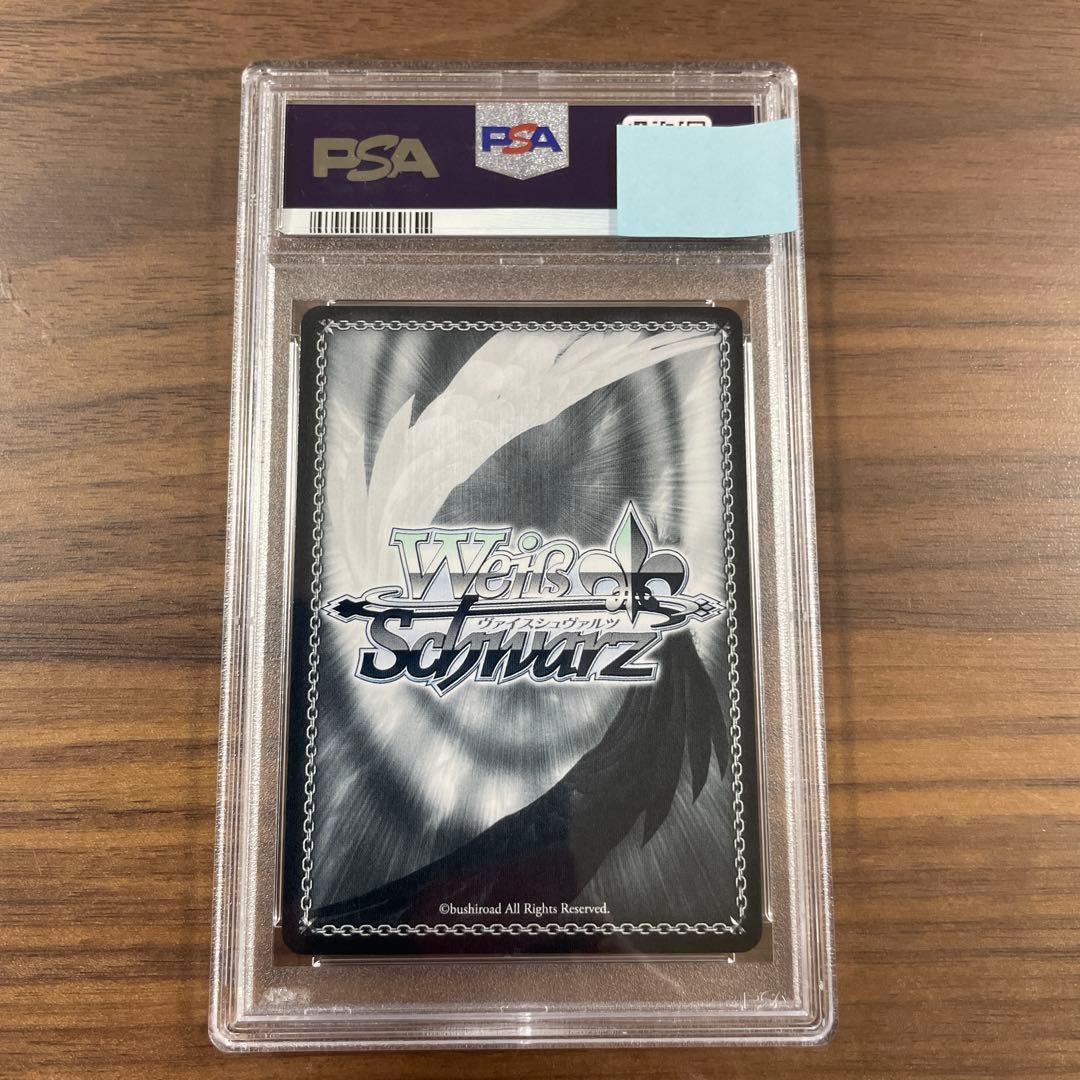 PSA
PSA
Weiß
ヴァイスシュヴァルツ
Schwarz
©bushiroad All Rights Reserved.